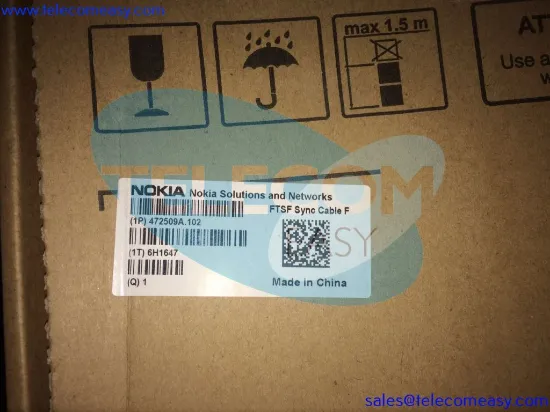 www.telecomeasy.com
max 1.5 m
AT
Use a
w
TELECOM
EASY
NOKIA Nokia Solutions and Networks
FTSF Sync Cable F
(1P) 472509A.102
(1T) 6H1647
(Q) 1
Made in China
sales@telecomeasy.com